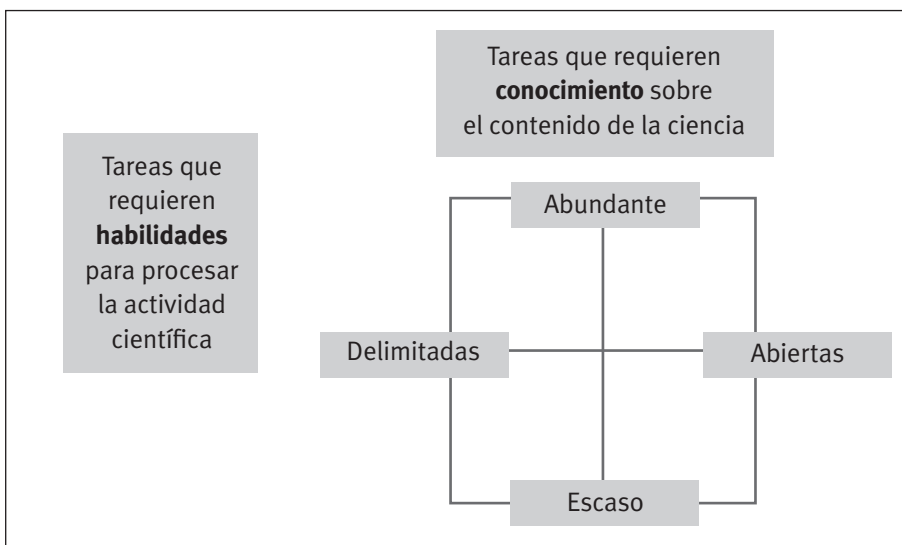 Tareas que requieren
conocimiento sobre
el contenido de la ciencia
Tareas que
requieren
habilidades
para procesar
la actividad
científica
Abundante
Delimitadas
Abiertas
Escaso